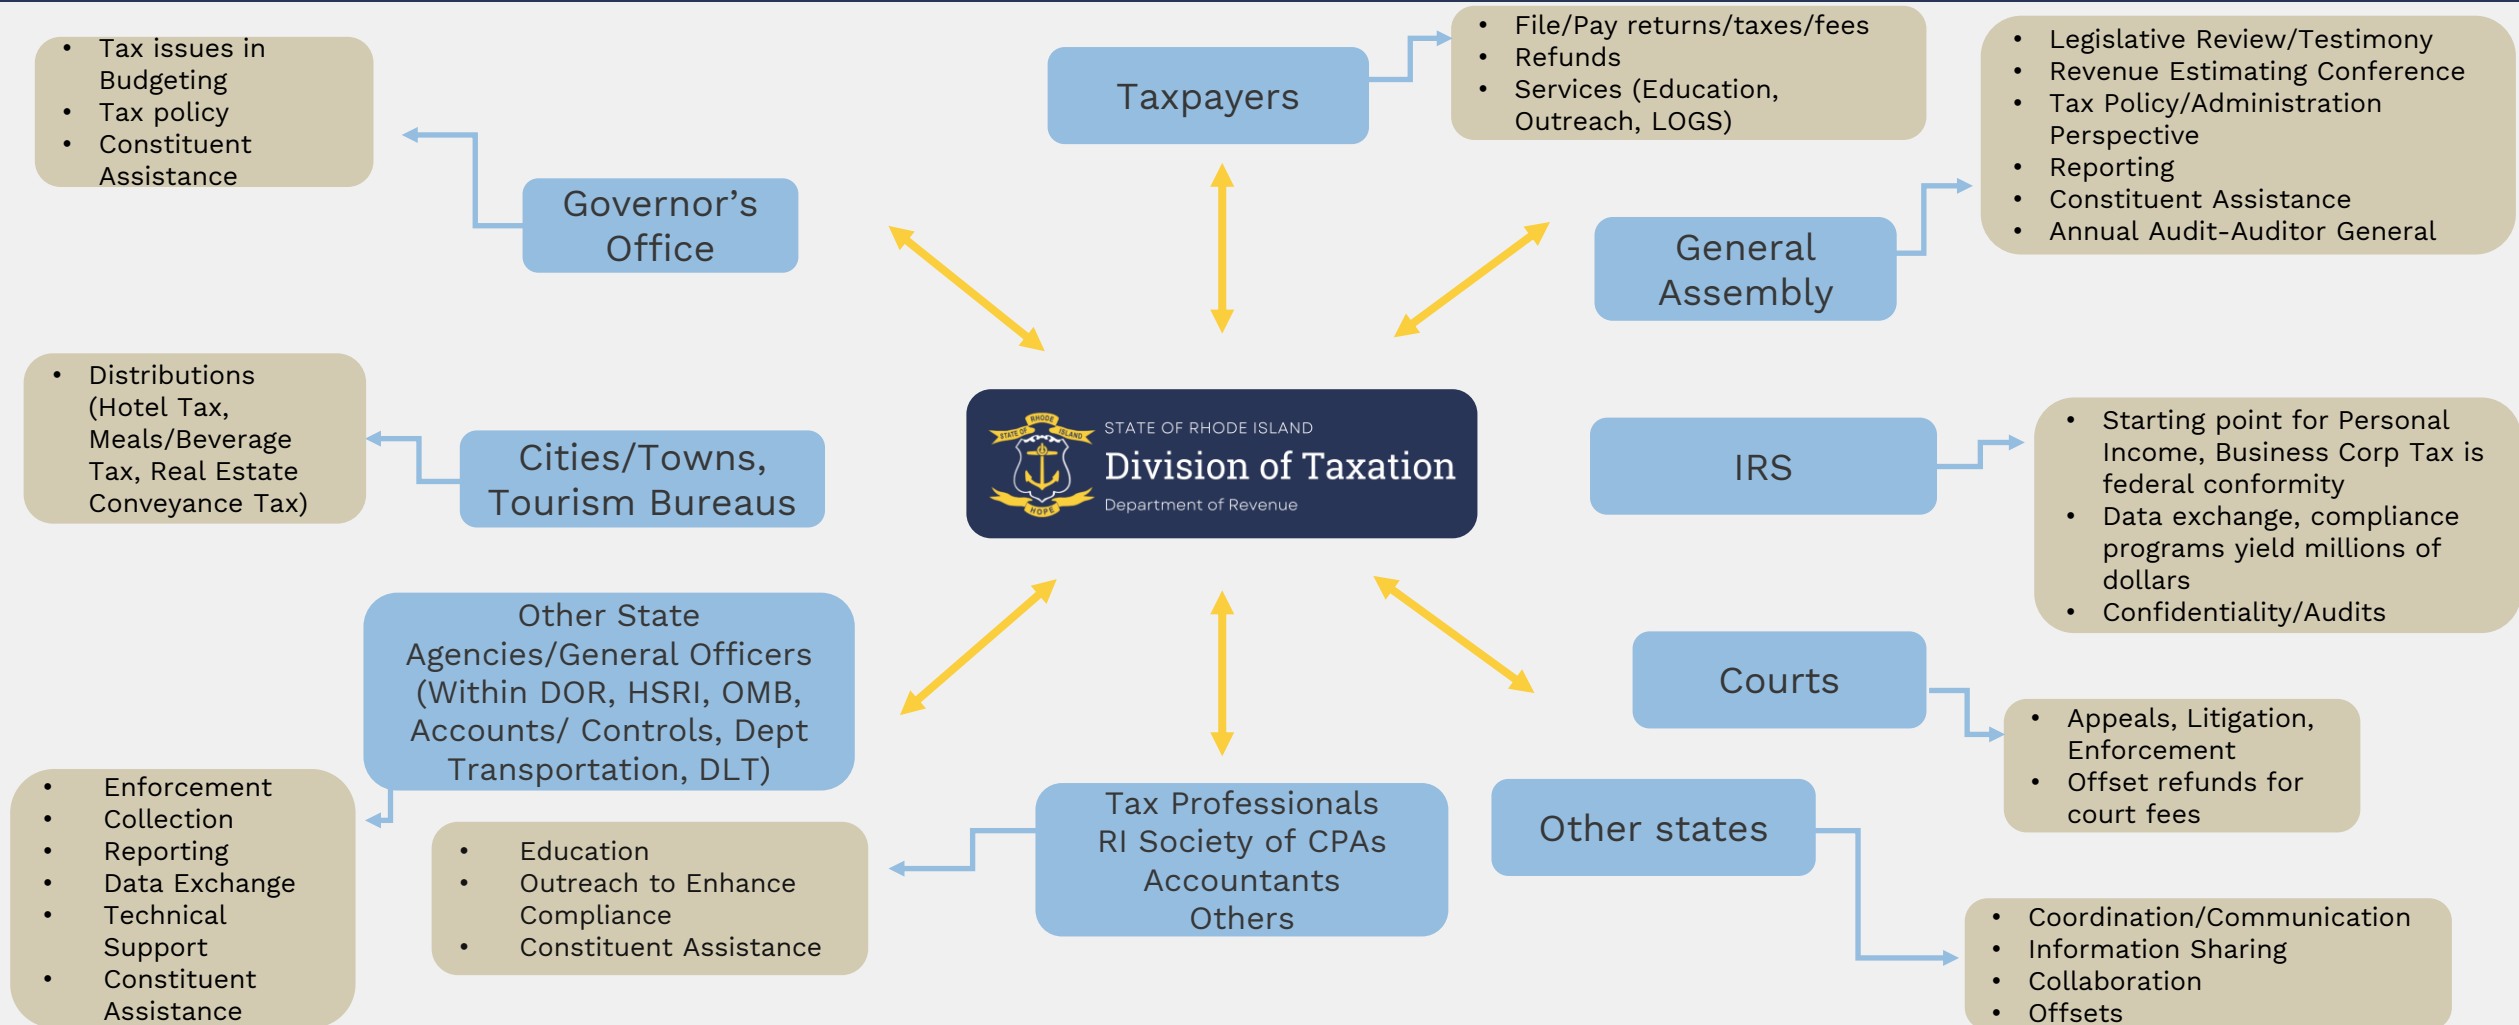 • Tax issues in
Budgeting
• Tax policy
• Constituent
Assistance
Governor’s
Office
Taxpayers
• File/Pay returns/taxes/fees
• Refunds
• Services (Education,
Outreach, LOGS)
General
Assembly
• Legislative Review/Testimony
• Revenue Estimating Conference
• Tax Policy/Administration
Perspective
• Reporting
• Constituent Assistance
• Annual Audit-Auditor General
• Distributions
(Hotel Tax,
Meals/Beverage
Tax, Real Estate
Conveyance Tax)
Cities/Towns,
Tourism Bureaus
RHODE
STATE OF
ISLAND
HOPE
STATE OF RHODE ISLAND
Division of Taxation
Department of Revenue
IRS
• Starting point for Personal
Income, Business Corp Tax is
federal conformity
• Data exchange, compliance
programs yield millions of
dollars
• Confidentiality/Audits
Other State
Agencies/General Officers
(Within DOR, HSRI, OMB,
Accounts/ Controls, Dept
Transportation, DLT)
• Enforcement
• Collection
• Reporting
• Data Exchange
• Technical
Support
• Constituent
Assistance
• Education
• Outreach to Enhance
Compliance
• Constituent Assistance
Tax Professionals
RI Society of CPAs
Accountants
Others
Courts
• Appeals, Litigation,
Enforcement
• Offset refunds for
court fees
Other states
• Coordination/Communication
• Information Sharing
• Collaboration
• Offsets